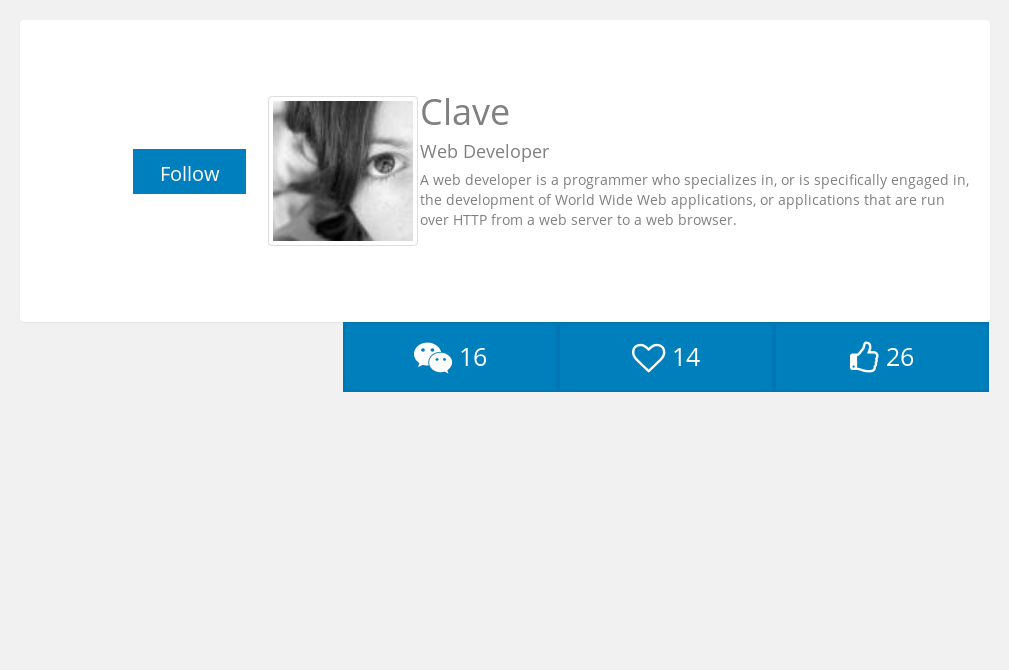 Follow
Clave
Web Developer
A web developer is a programmer who specializes in, or is specifically engaged in,
the development of World Wide Web applications, or applications that are run
over HTTP from a web server to a web browser.
16
14
26